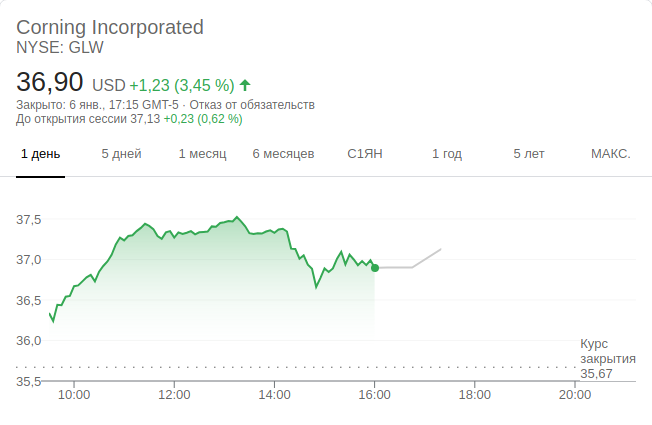 Corning Incorporated
NYSE: GLW
36,90 USD +1,23 (3,45 %)
Закрыто: 6 янв., 17:15 GMT-5 · Отказ от обязательств
До открытия сессии 37,13 +0,23 (0,62 %)
1 день 5 дней 1 месяц 6 месяцев С1ЯН 1 год 5 лет МАКС.
37,5
37,0
36,5
36,0
Курс
закрытия
35,67
35,5
10:00 12:00 14:00 16:00 18:00 20:00